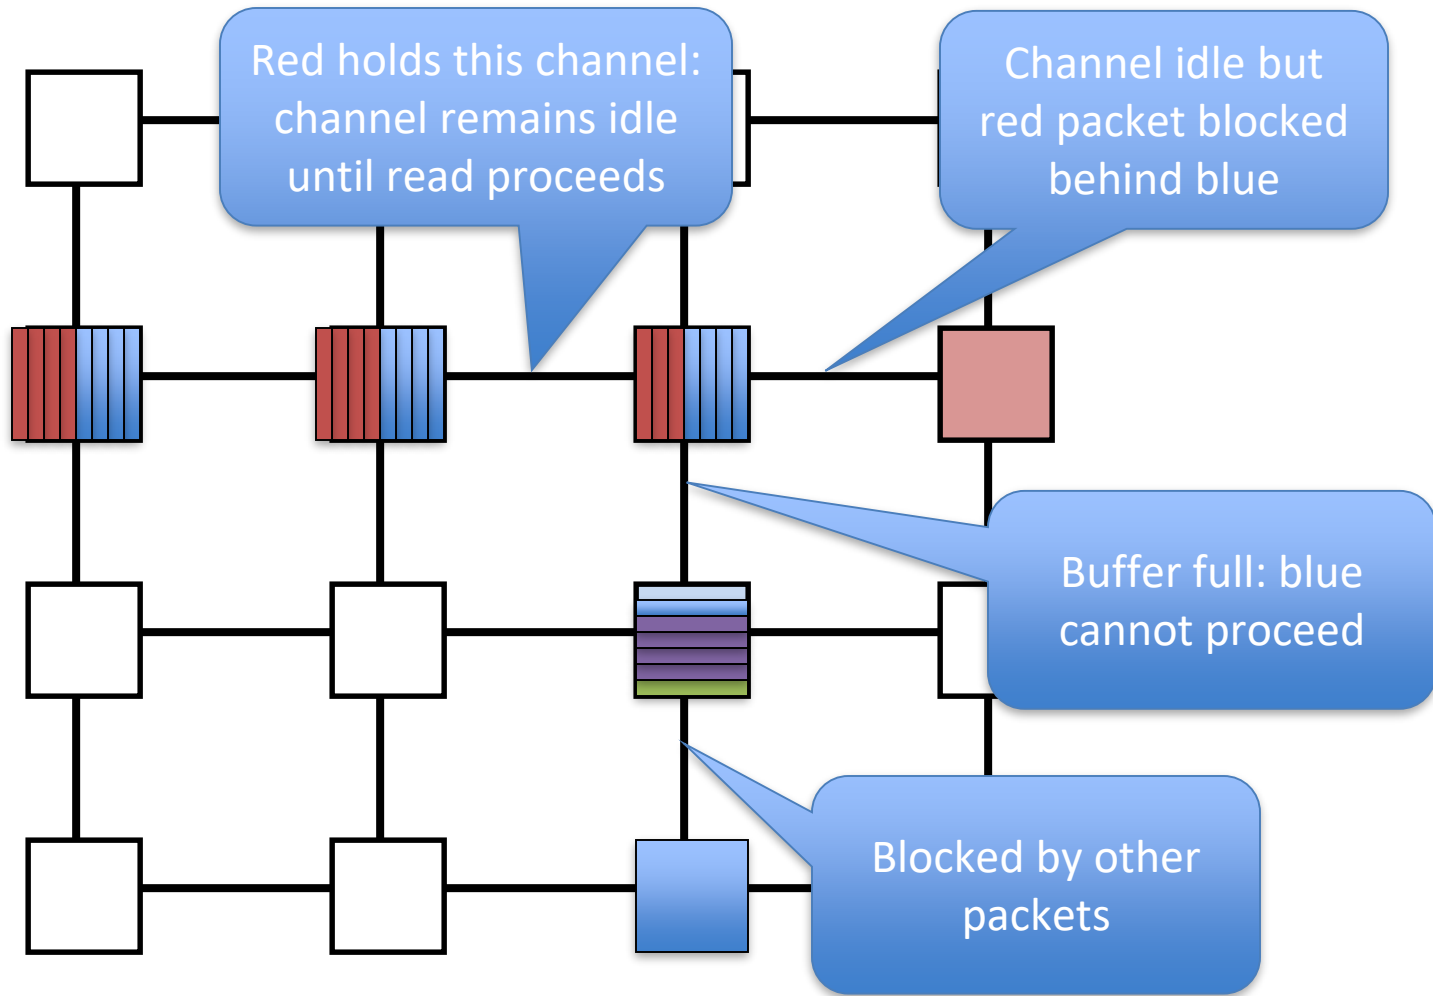 Red holds this channel:
channel remains idle
until read proceeds
Channel idle but
red packet blocked
behind blue
Buffer full: blue
cannot proceed
Blocked by other
packets